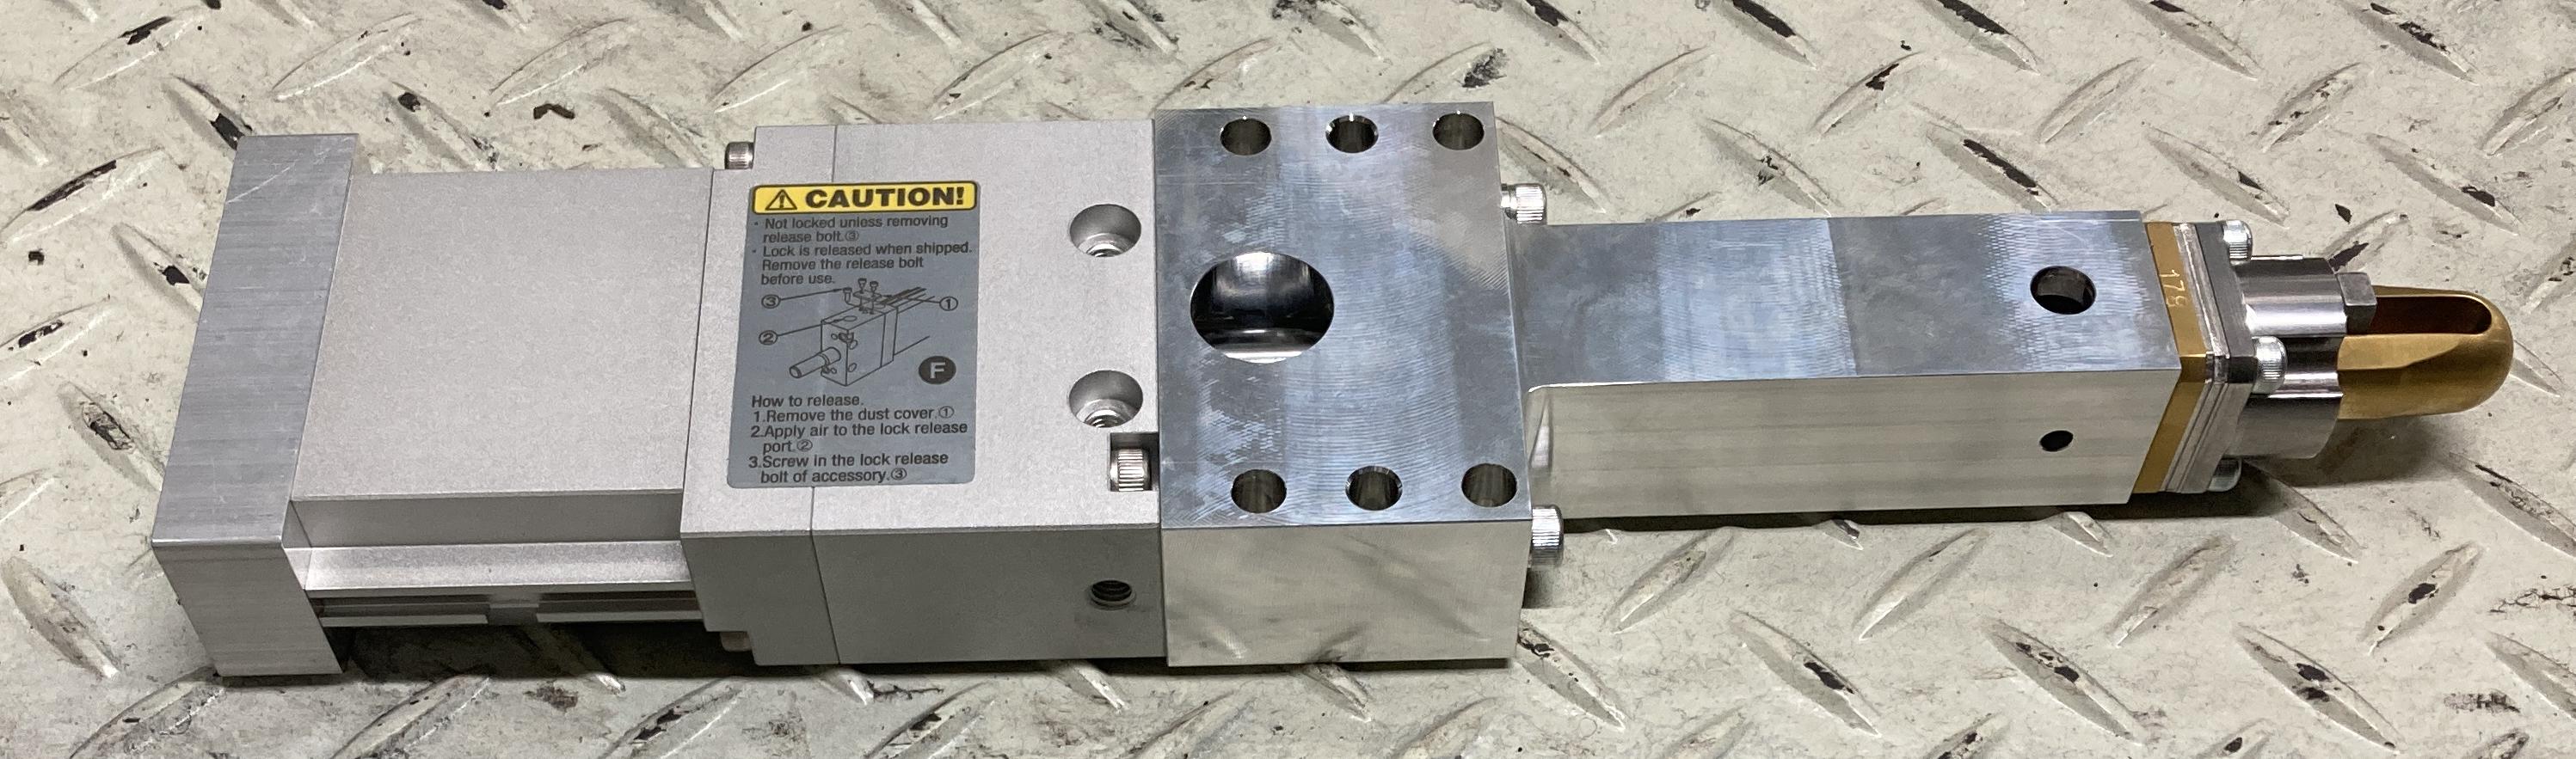 CAUTION!
· Not locked unless removing
release bolt.③
· Lock is released when shipped.
Remove the release bolt
before use.
③
①
②
F
How to release.
1.Remove the dust cover.①
2.Apply air to the lock release
port.②
3.Screw in the lock release
bolt of accessory.③